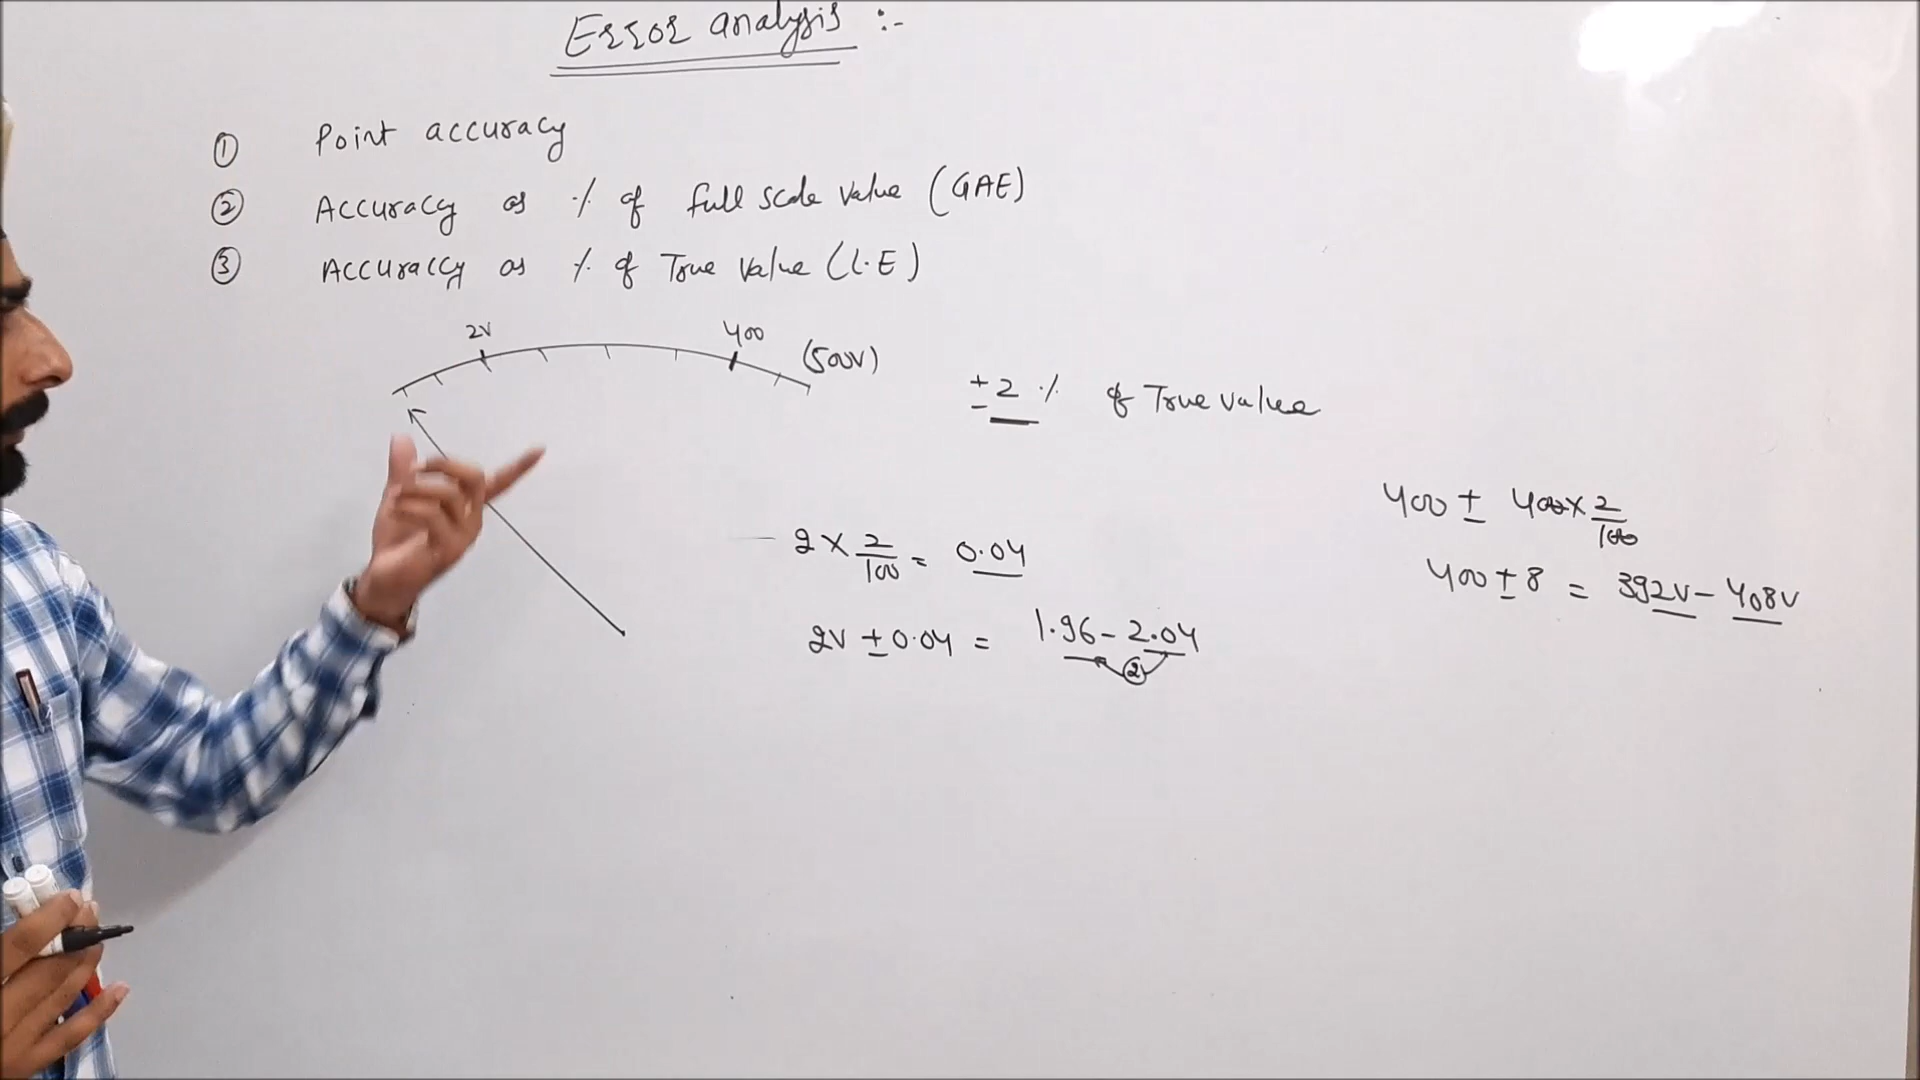 Error analysis :-
① Point accuracy
② Accuracy as % of full scale value (GAE)
③ Accuraccy as % of True value (L.E)
2V 400 (500V)
± 2 % of True value
400 ± 400 × 2/100
2 × 2/100 = 0.04
400 ± 8 = 392V - 408V
2V ± 0.04 = 1.96 - 2.04
②